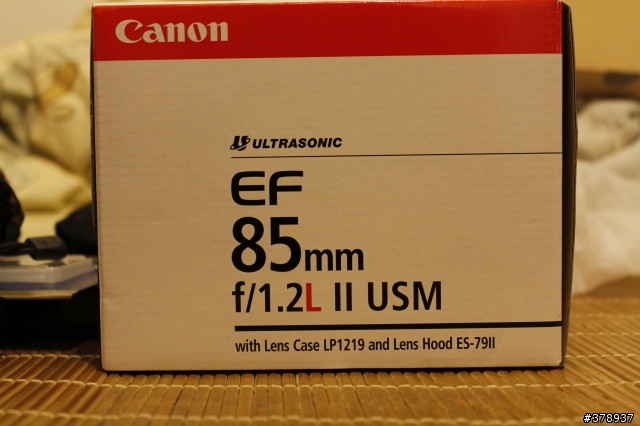 Canon
ULTRASONIC
EF
85mm
f/1.2L II USM
with Lens Case LP1219 and Lens Hood ES-79II
#378937